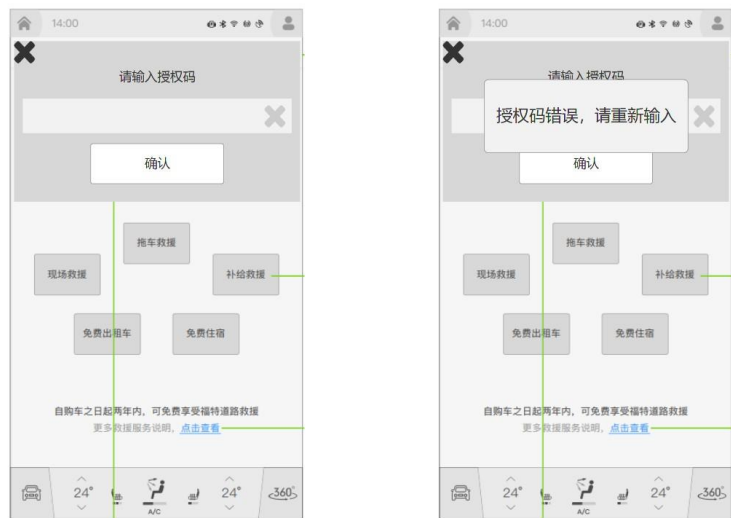 14:00
请输入授权码
确认
拖车救援
现场救援
补给救援
免费出租车
免费住宿
自购车之日起两年内，可免费享受福特道路救援
更多救援服务说明，点击查看
24°
A/C
24°
360°
14:00
请输入授权码
授权码错误，请重新输入
确认
拖车救援
现场救援
补给救援
免费出租车
免费住宿
自购车之日起两年内，可免费享受福特道路救援
更多救援服务说明，点击查看
24°
A/C
24°
360°